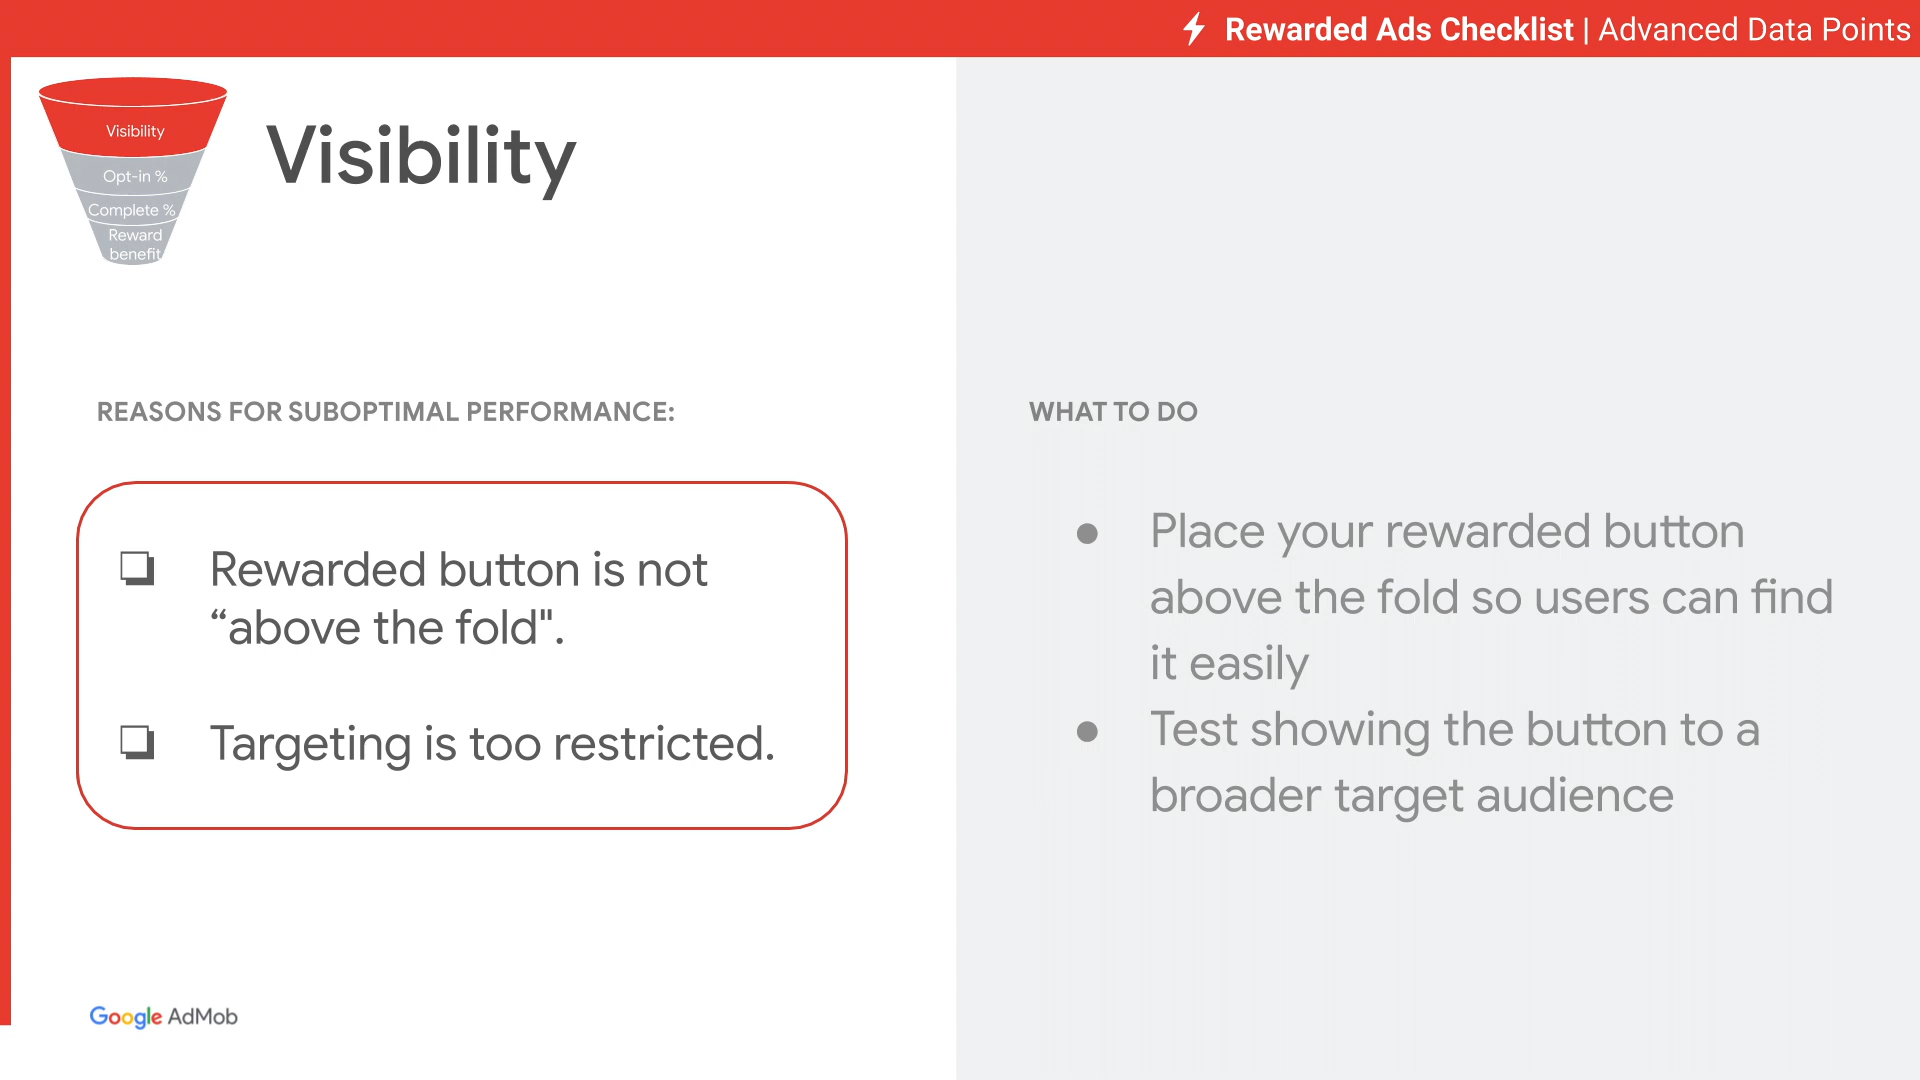 Rewarded Ads Checklist | Advanced Data Points
Visibility
Opt-in %
Complete %
Reward
benefit
Visibility
REASONS FOR SUBOPTIMAL PERFORMANCE:
Rewarded button is not
“above the fold".
Targeting is too restricted.
WHAT TO DO
Place your rewarded button
above the fold so users can find
it easily
Test showing the button to a
broader target audience
Google AdMob